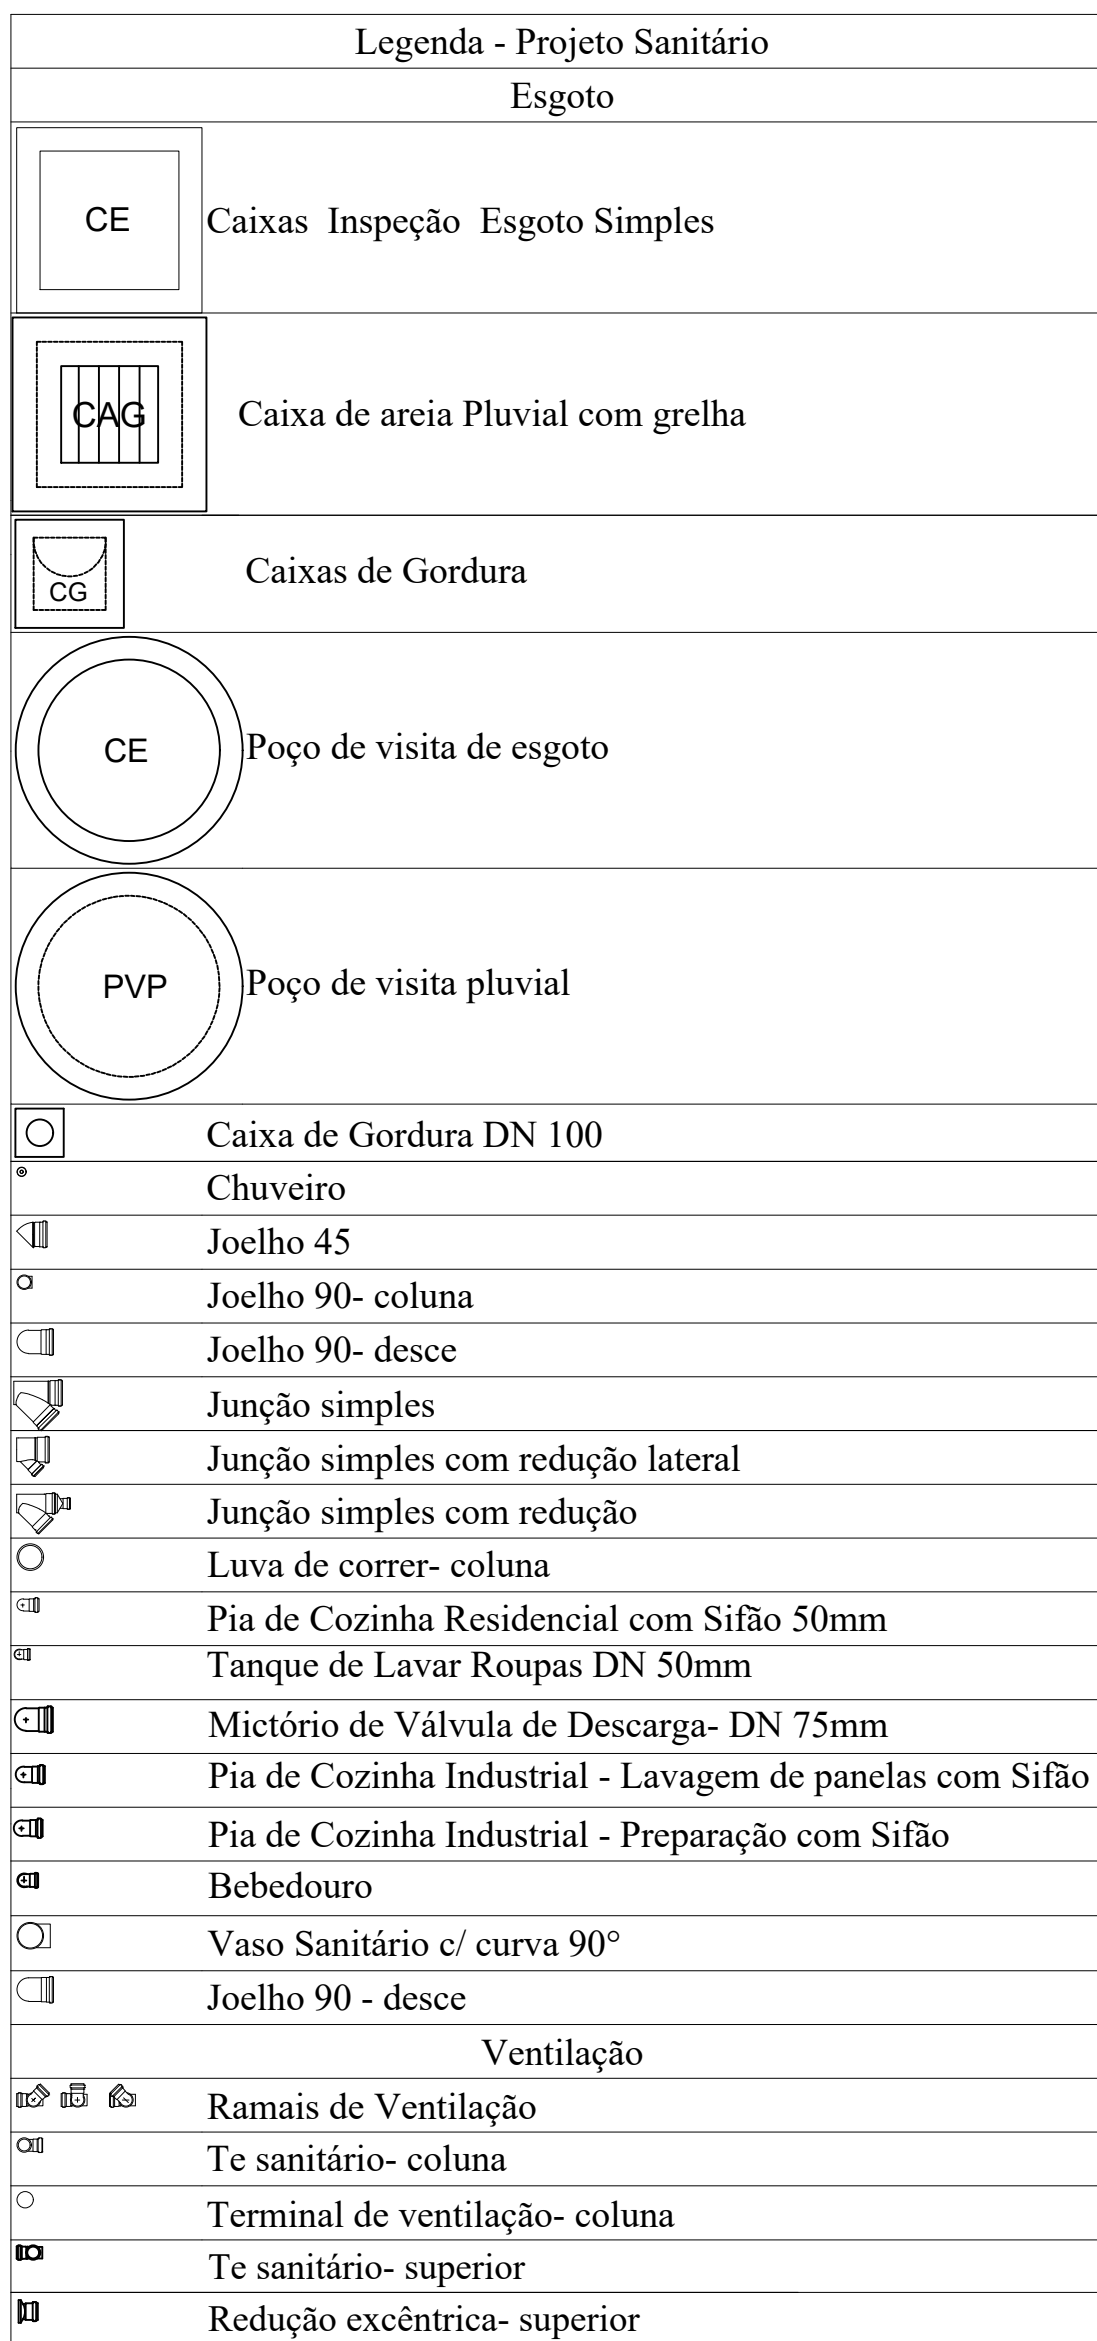 Legenda - Projeto Sanitário
Esgoto
CE Caixas Inspeção Esgoto Simples
CAG Caixa de areia Pluvial com grelha
CG Caixas de Gordura
CE Poço de visita de esgoto
PVP Poço de visita pluvial
Caixa de Gordura DN 100
Chuveiro
Joelho 45
Joelho 90- coluna
Joelho 90- desce
Junção simples
Junção simples com redução lateral
Junção simples com redução
Luva de correr- coluna
Pia de Cozinha Residencial com Sifão 50mm
Tanque de Lavar Roupas DN 50mm
Mictório de Válvula de Descarga- DN 75mm
Pia de Cozinha Industrial - Lavagem de panelas com Sifão
Pia de Cozinha Industrial - Preparação com Sifão
Bebedouro
Vaso Sanitário c/ curva 90°
Joelho 90 - desce
Ventilação
Ramais de Ventilação
Te sanitário- coluna
Terminal de ventilação- coluna
Te sanitário- superior
Redução excêntrica- superior